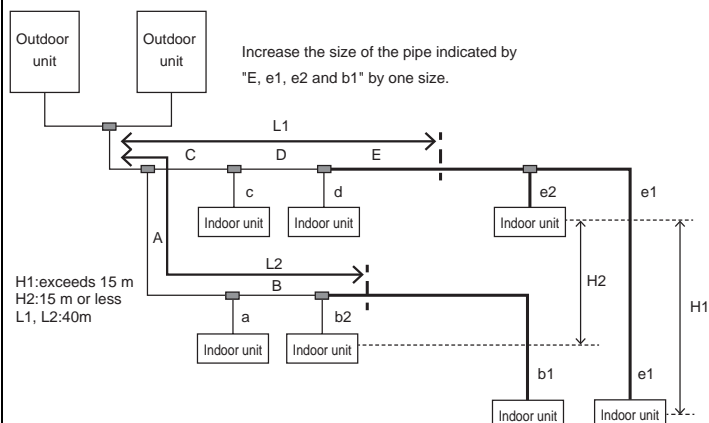 Outdoor
unit
Outdoor
unit
Increase the size of the pipe indicated by
"E, e1, e2 and b1" by one size.
L1
C
D
E
c
d
e2
e1
Indoor unit
Indoor unit
Indoor unit
A
L2
B
H1:exceeds 15 m
H2:15 m or less
L1, L2:40m
H2
H1
a
b2
Indoor unit
Indoor unit
b1
e1
Indoor unit
Indoor unit